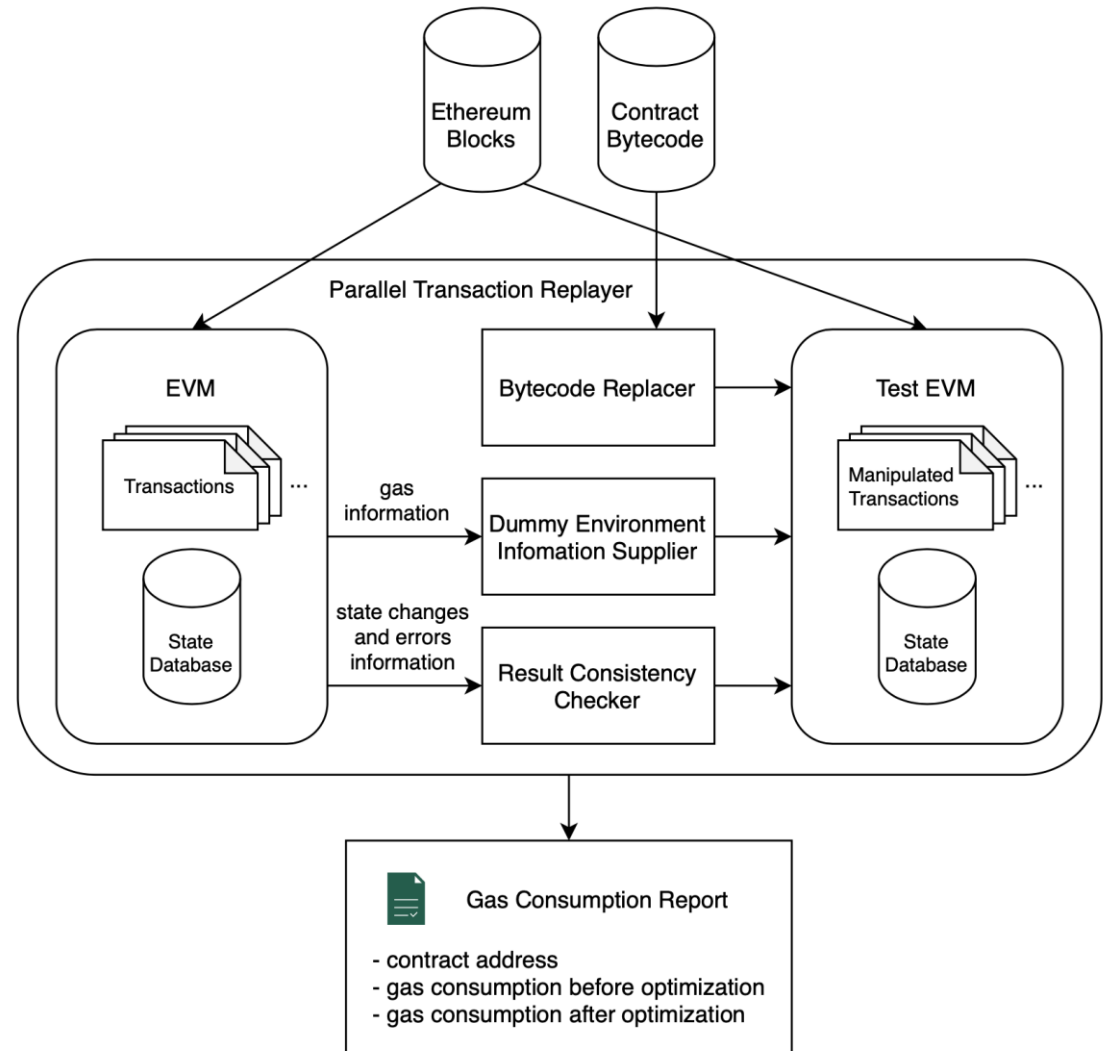 Ethereum
Blocks
Contract
Bytecode
Parallel Transaction Replayer
EVM
Transactions
...
State
Database
gas
information
state changes
and errors
information
Bytecode Replacer
Dummy Environment
Infomation Supplier
Result Consistency
Checker
Test EVM
Manipulated
Transactions
...
State
Database
Gas Consumption Report
- contract address
- gas consumption before optimization
- gas consumption after optimization